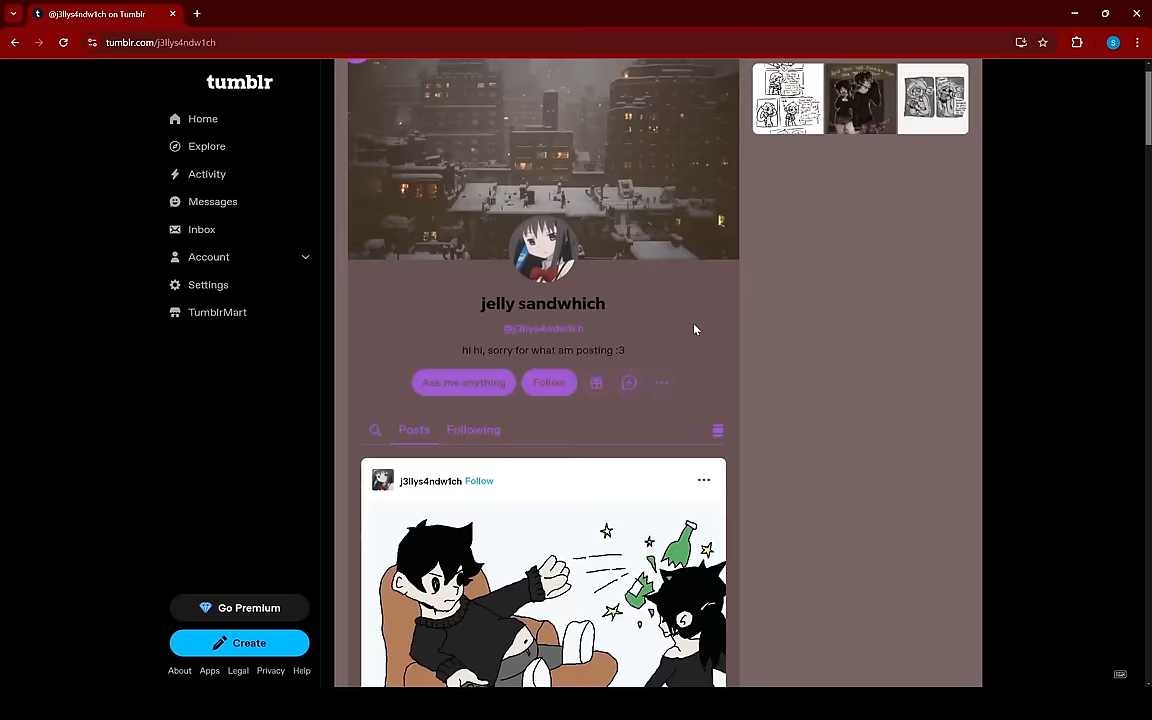 @j3llys4ndw1ch on Tumblr
tumblr.com/j3llys4ndw1ch
S
tumblr
Home
Explore
Activity
Messages
Inbox
Account
Settings
TumblrMart
Go Premium
Create
About Apps Legal Privacy Help
jelly sandwhich
@j3llys4ndw1ch
hi hi, sorry for what am posting :3
Ask me anything Follow
Posts Following
j3llys4ndw1ch Follow